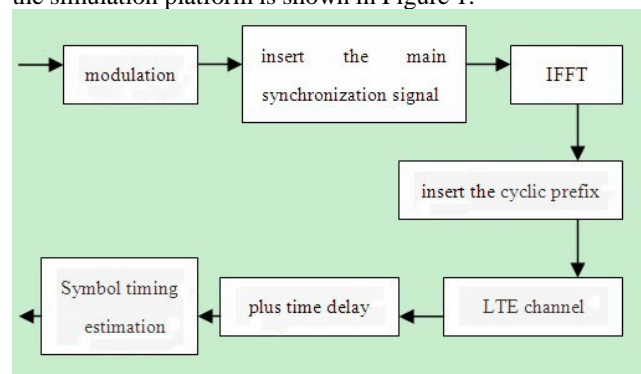 the simulation platform is shown in Figure 1.
modulation
insert the main
synchronization signal
IFFT
insert the cyclic prefix
LTE channel
plus time delay
Symbol timing
estimation